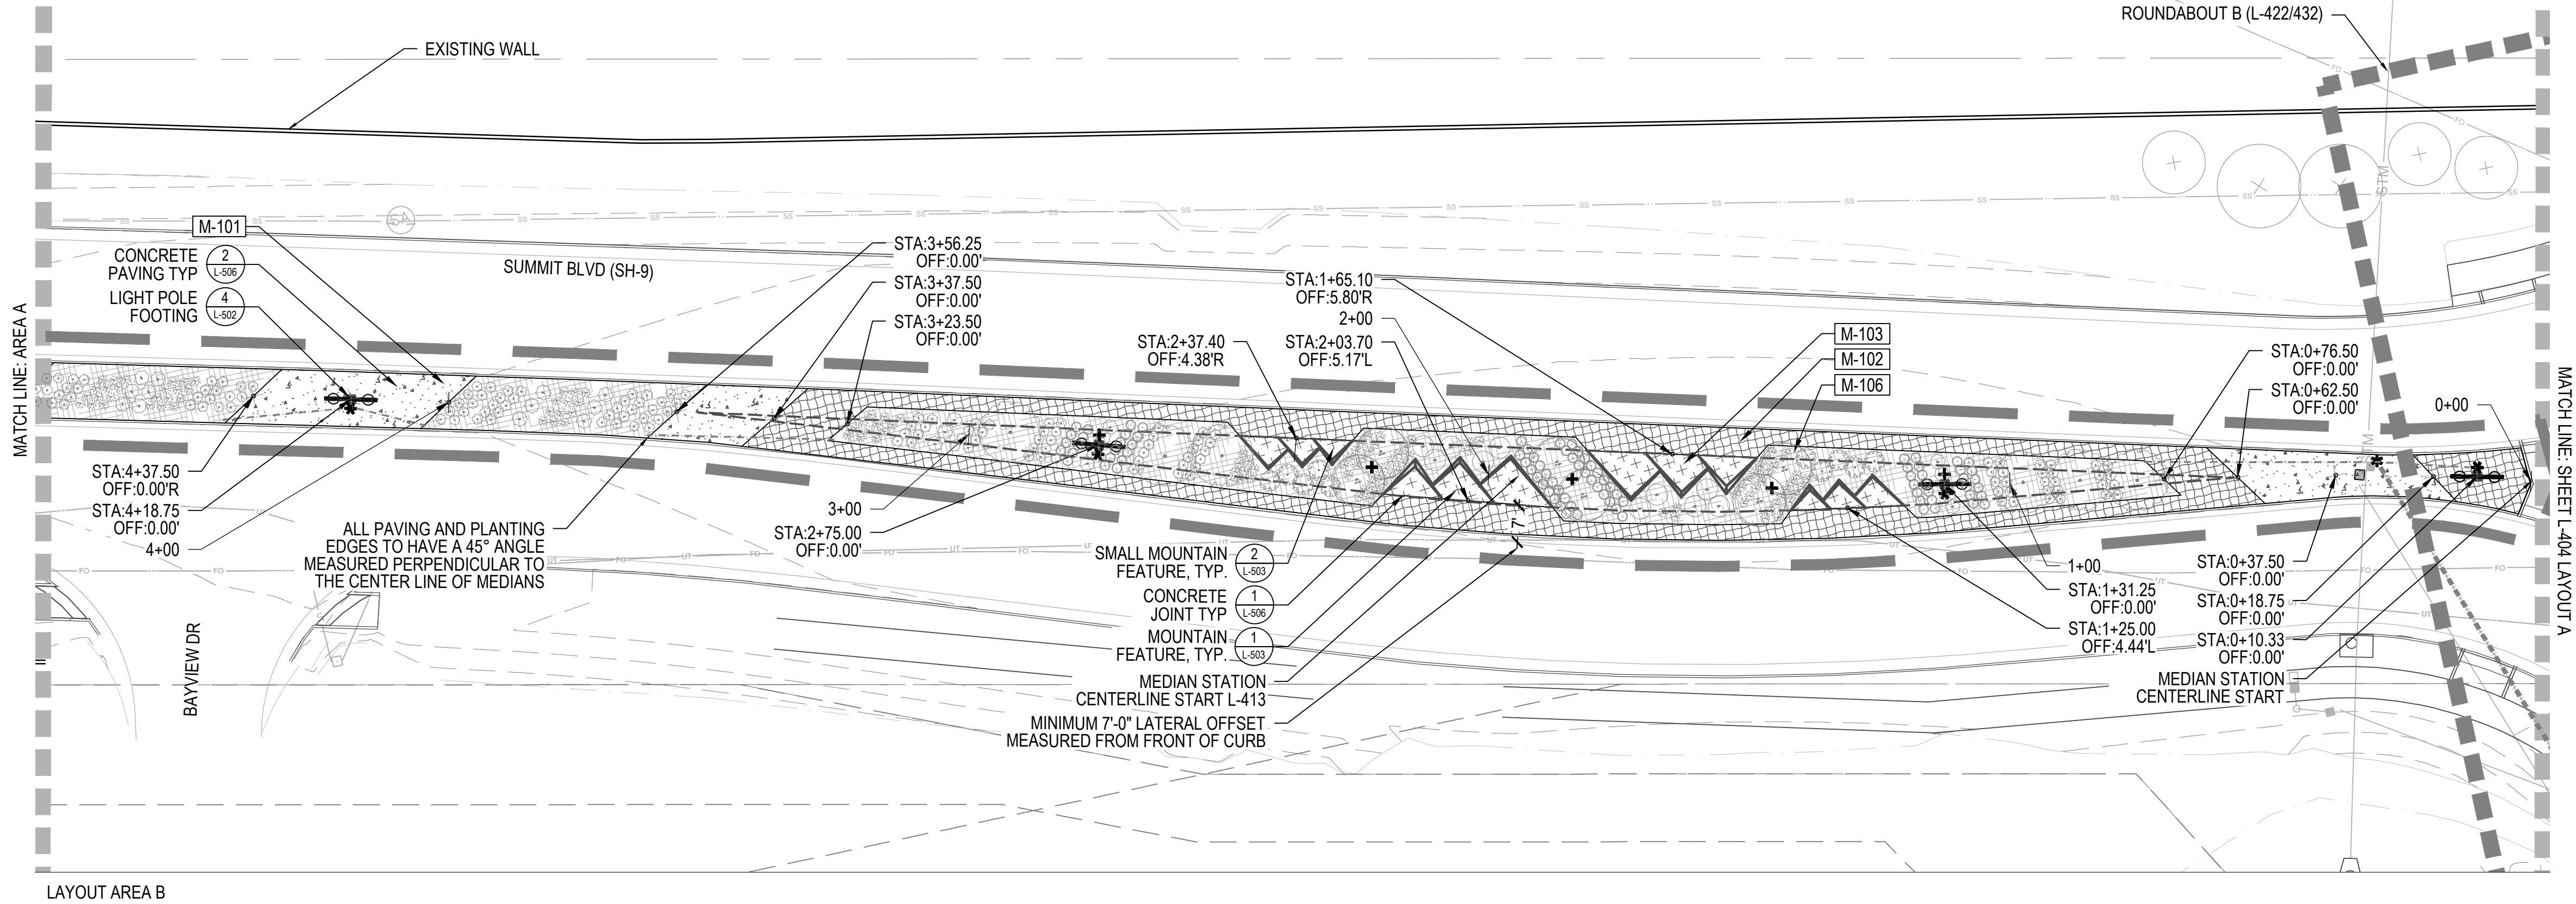 ROUNDABOUT B (L-422/432)
EXISTING WALL
M-101
CONCRETE
PAVING TYP
2
L-506
LIGHT POLE
FOOTING
4
L-502
SA
SUMMIT BLVD (SH-9)
STA:3+56.25
OFF:0.00'
STA:3+37.50
OFF:0.00'
STA:3+23.50
OFF:0.00'
STA:1+65.10
OFF:5.80'R
2+00
STA:2+03.70
OFF:5.17'L
STA:2+37.40
OFF:4.38'R
M-103
M-102
M-106
STA:0+76.50
OFF:0.00'
STA:0+62.50
OFF:0.00'
0+00
MATCH LINE: AREA A
MATCH LINE: SHEET L-404 LAYOUT A
STA:4+37.50
OFF:0.00'R
STA:4+18.75
OFF:0.00'
4+00
ALL PAVING AND PLANTING
EDGES TO HAVE A 45° ANGLE
MEASURED PERPENDICULAR TO
THE CENTER LINE OF MEDIANS
3+00
STA:2+75.00
OFF:0.00'
7'
SMALL MOUNTAIN
FEATURE, TYP.
2
L-503
CONCRETE
JOINT TYP
1
L-506
MOUNTAIN
FEATURE, TYP.
1
L-503
MEDIAN STATION
CENTERLINE START L-413
MINIMUM 7'-0" LATERAL OFFSET
MEASURED FROM FRONT OF CURB
1+00
STA:1+31.25
OFF:0.00'
STA:1+25.00
OFF:4.44'L
STA:0+37.50
OFF:0.00'
STA:0+18.75
OFF:0.00'
STA:0+10.33
OFF:0.00'
MEDIAN STATION
CENTERLINE START
BAYVIEW DR
STM
SS
FO
UT
LAYOUT AREA B